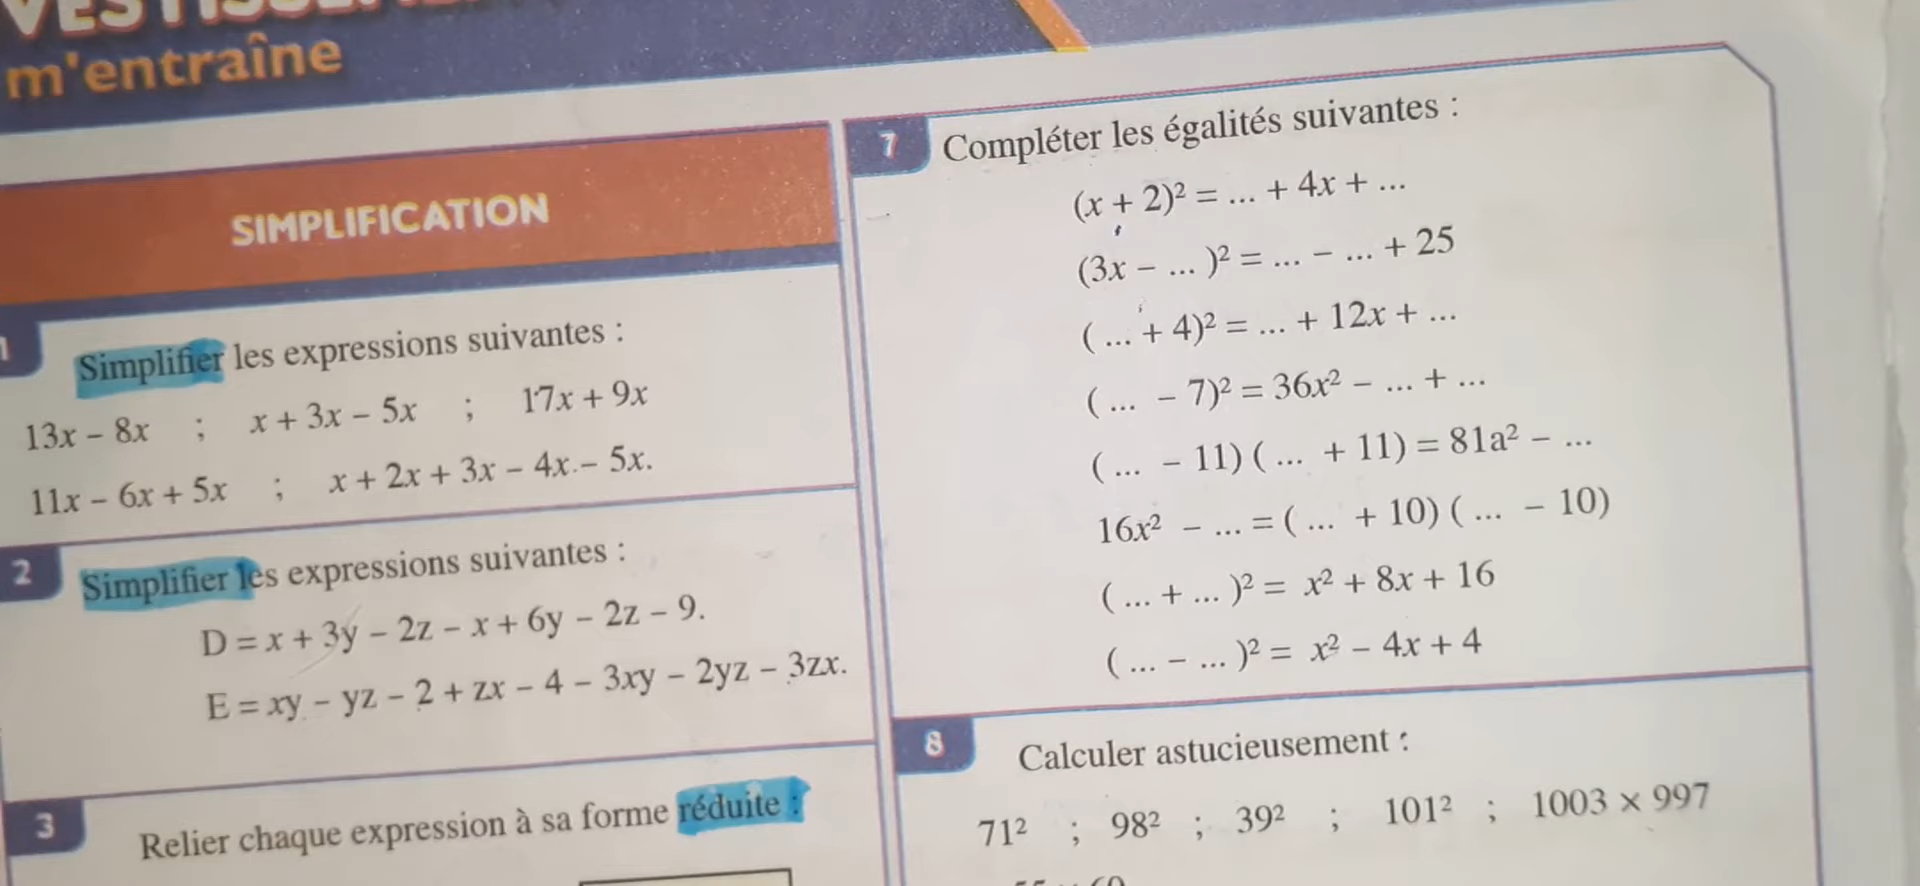 m'entraîne
SIMPLIFICATION
1 Simplifier les expressions suivantes :
13x – 8x ; x + 3x – 5x ; 17x + 9x
11x – 6x + 5x ; x + 2x + 3x – 4x – 5x.
2 Simplifier les expressions suivantes :
D = x + 3y – 2z – x + 6y – 2z – 9.
E = xy – yz – 2 + zx – 4 – 3xy – 2yz – 3zx.
3 Relier chaque expression à sa forme réduite :
7 Compléter les égalités suivantes :
(x + 2)² = ... + 4x + ...
(3x – ... )² = ... – ... + 25
( ... + 4)² = ... + 12x + ...
( ... – 7)² = 36x² – ... + ...
( ... – 11) ( ... + 11) = 81a² – ...
16x² – ... = ( ... + 10) ( ... – 10)
( ... + ... )² = x² + 8x + 16
( ... – ... )² = x² – 4x + 4
8 Calculer astucieusement :
71² ; 98² ; 39² ; 101² ; 1003 × 997